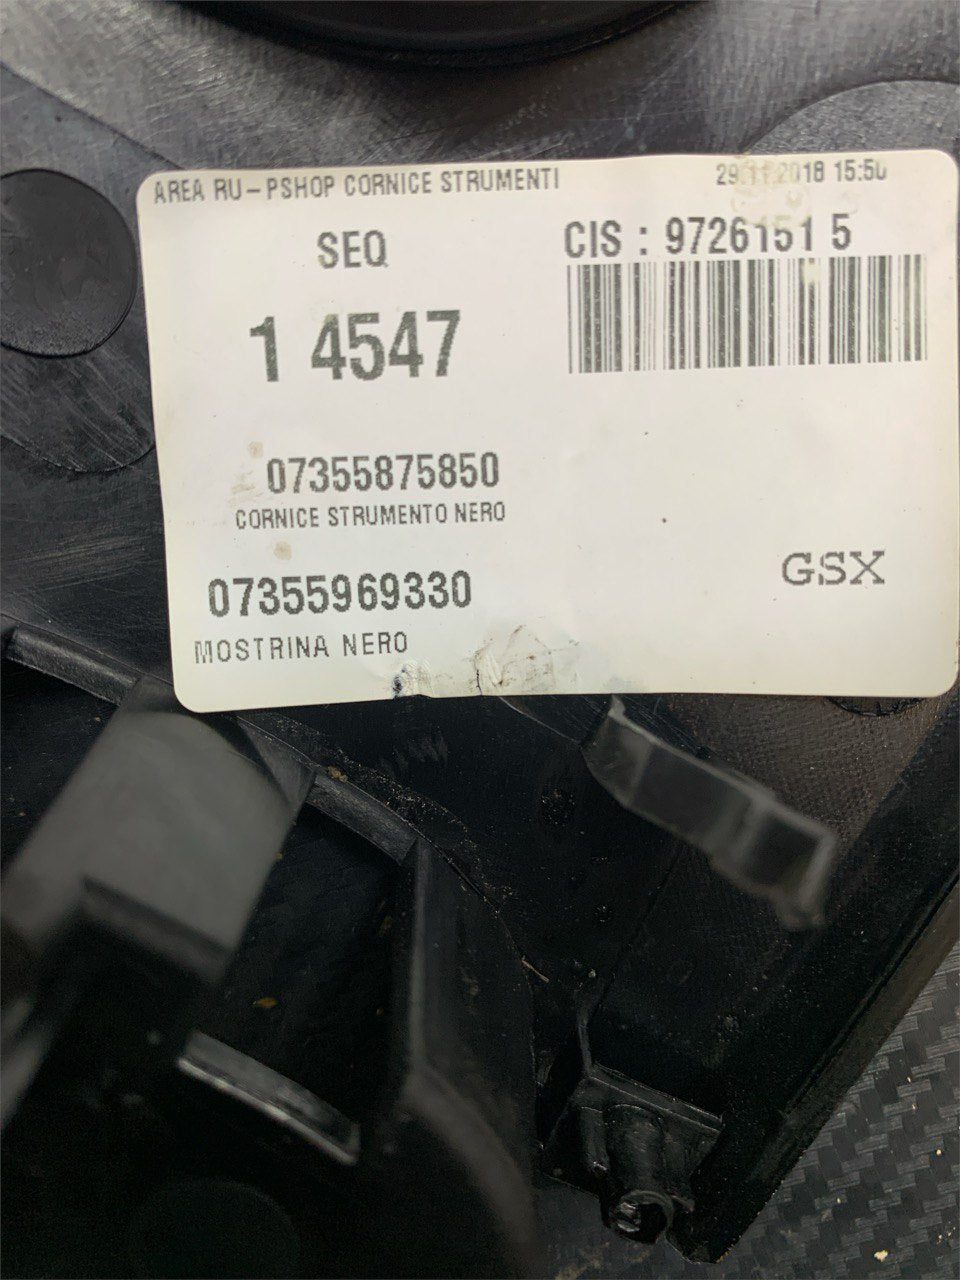 AREA RU-PSHOP CORNICE STRUMENTI
29.11.2018 15:50
SEQ
CIS : 9726151 5
1 4547
07355875850
CORNICE STRUMENTO NERO
GSX
07355969330
MOSTRINA NERO